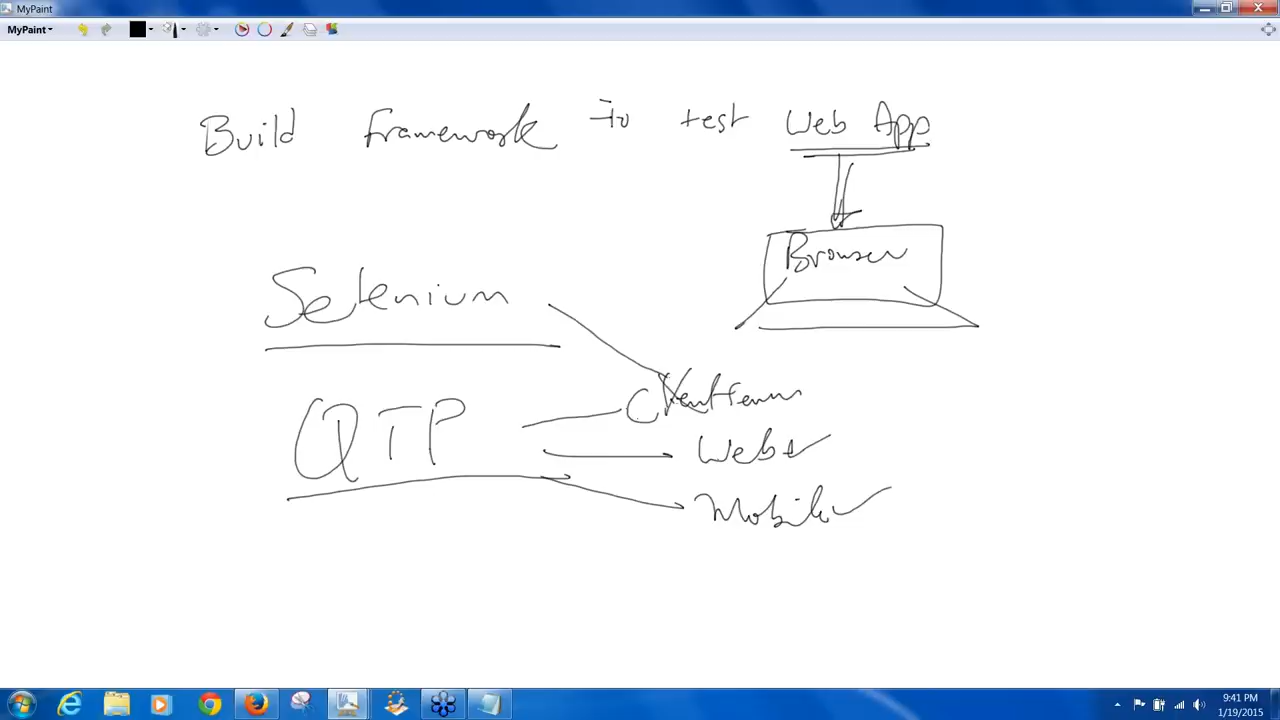 MyPaint
MyPaint
Build Framework to test Web App
Browser
Selenium
QTP
Web
Mobile
9:41 PM
1/19/2015